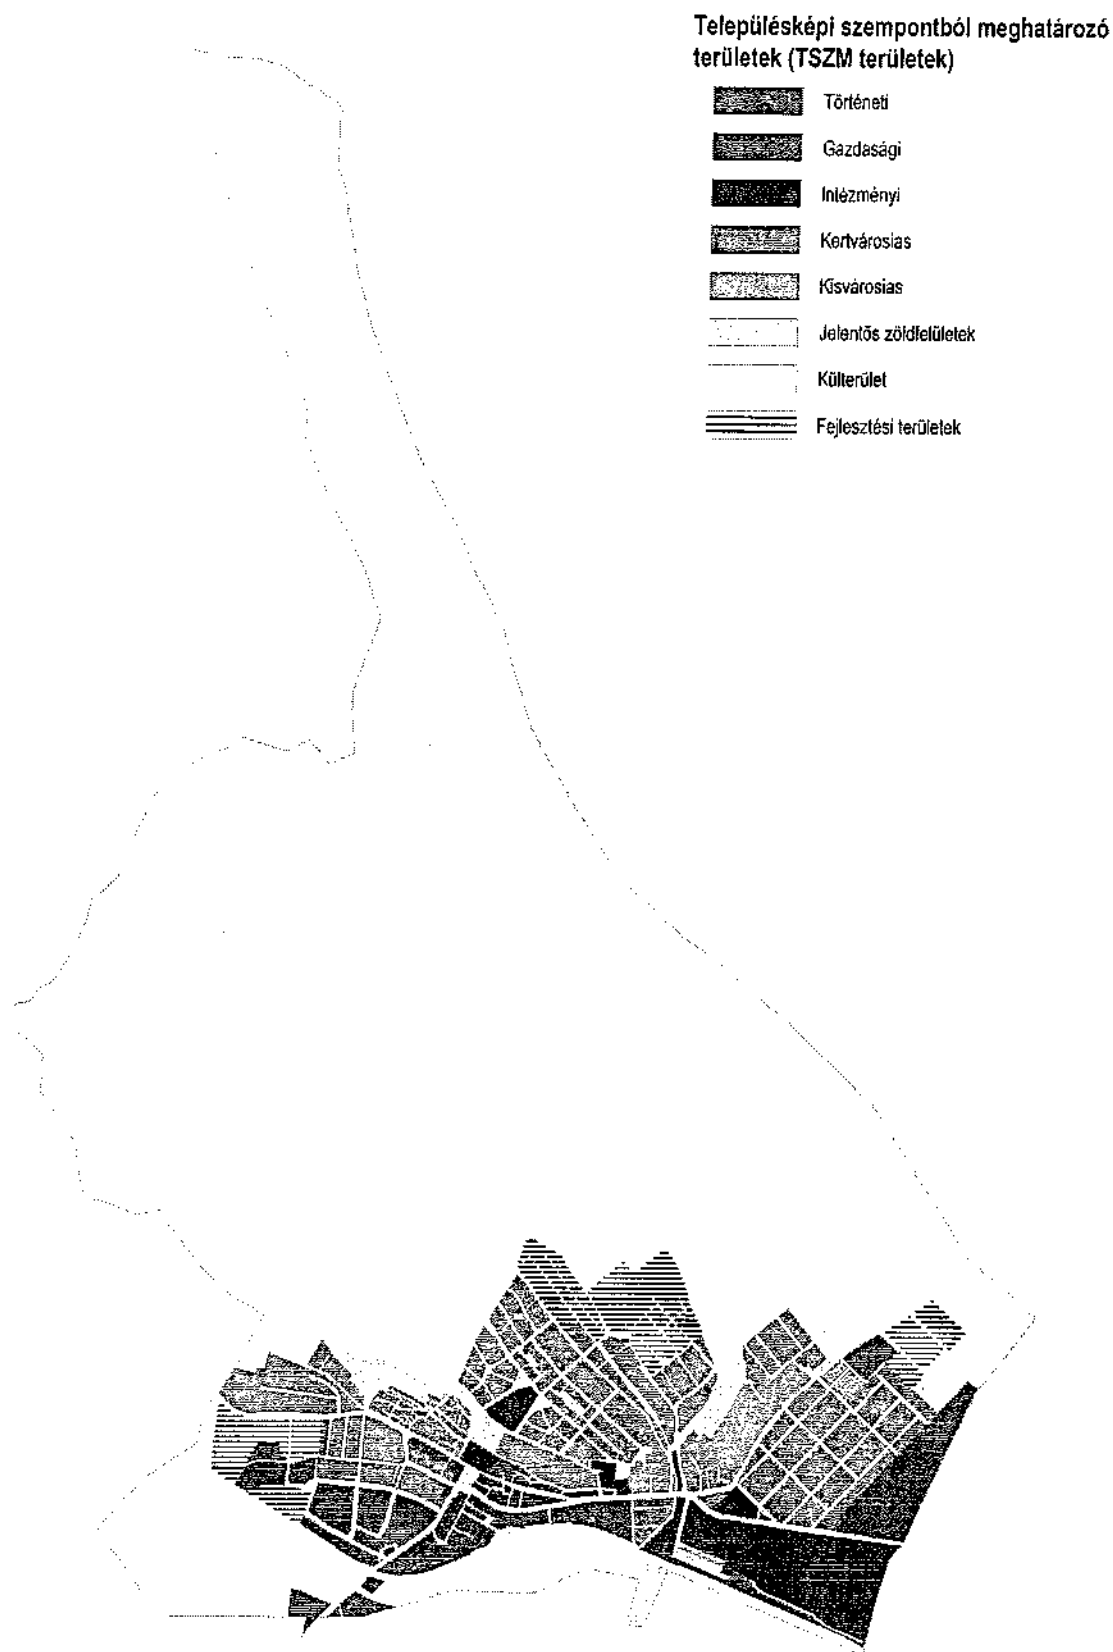 Településképi szempontból meghatározó
területek (TSZM területek)
Történeti
Gazdasági
Intézményi
Kertvárosias
Kisvárosias
Jelentős zöldfelületek
Külterület
Fejlesztési területek